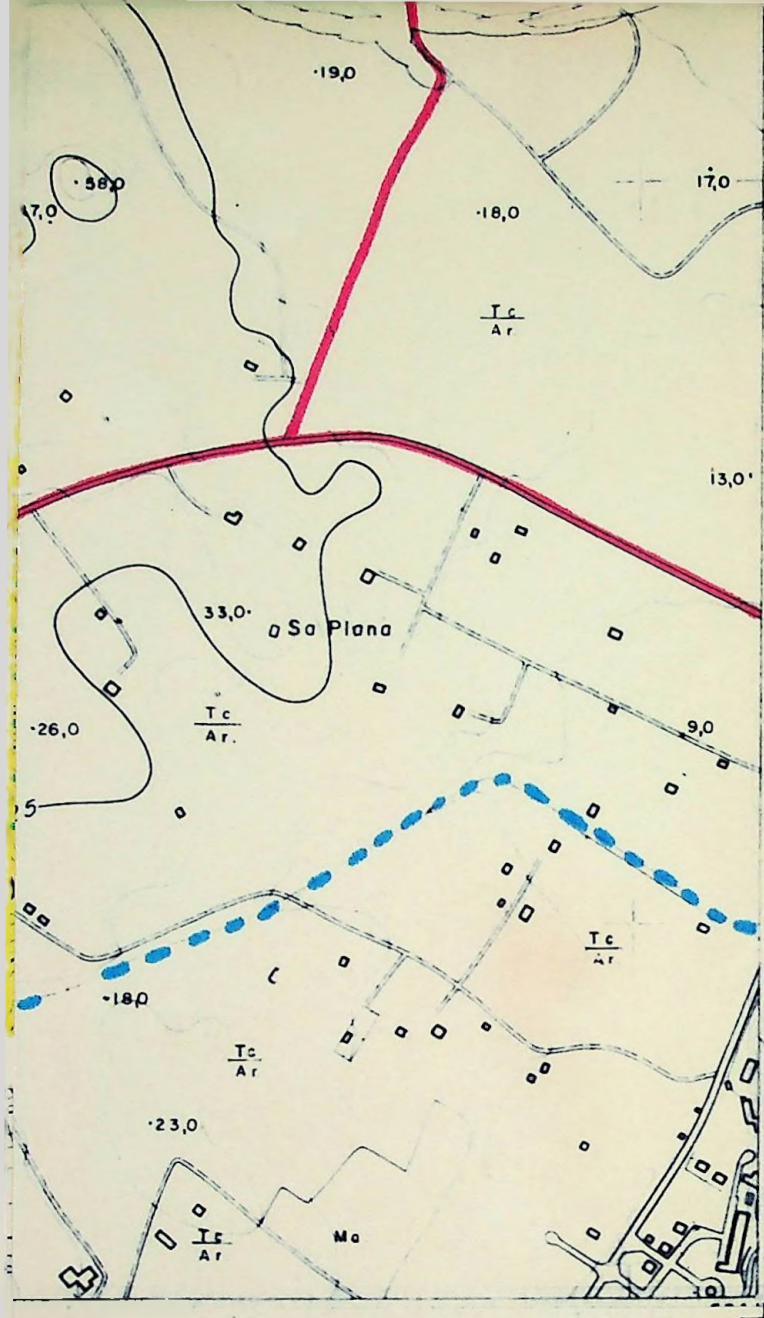 ·19,0
·58,0
17,0
7,0
·18,0
Tc
Ar
13,0·
33,0·
Sa Plana
Tc
Ar.
·26,0
9,0
Tc
Ar
·18,0
Tc
Ar
·23,0
Tc
Ar
Ma